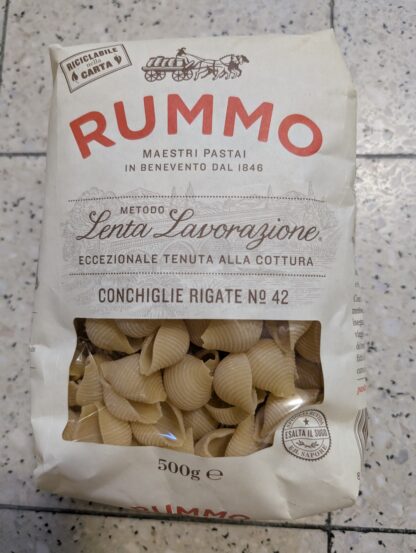 RICICLABILE
nella
CARTA
RUMMO
MAESTRI PASTAI
IN BENEVENTO DAL 1846
METODO
Lenta Lavorazione®
ECCEZIONALE TENUTA ALLA COTTURA
CONCHIGLIE RIGATE Nº 42
ESALTA IL SUGO
500g e
RUMMO